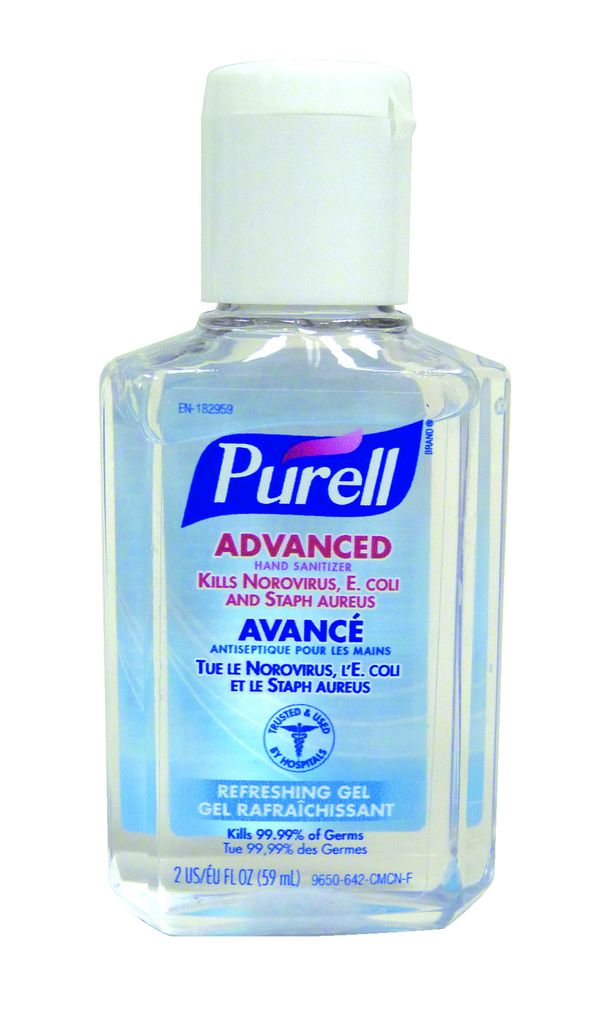 EN-182959
Purell
BRAND®
ADVANCED
HAND SANITIZER
KILLS NOROVIRUS, E. COLI
AND STAPH AUREUS
AVANCÉ
ANTISEPTIQUE POUR LES MAINS
TUE LE NOROVIRUS, L'E. COLI
ET LE STAPH AUREUS
TRUSTED & USED
BY HOSPITALS
REFRESHING GEL
GEL RAFRAÎCHISSANT
Kills 99.99% of Germs
Tue 99,99% des Germes
2 US/ÉU FL OZ (59 mL) 9650-642-CMCN-F